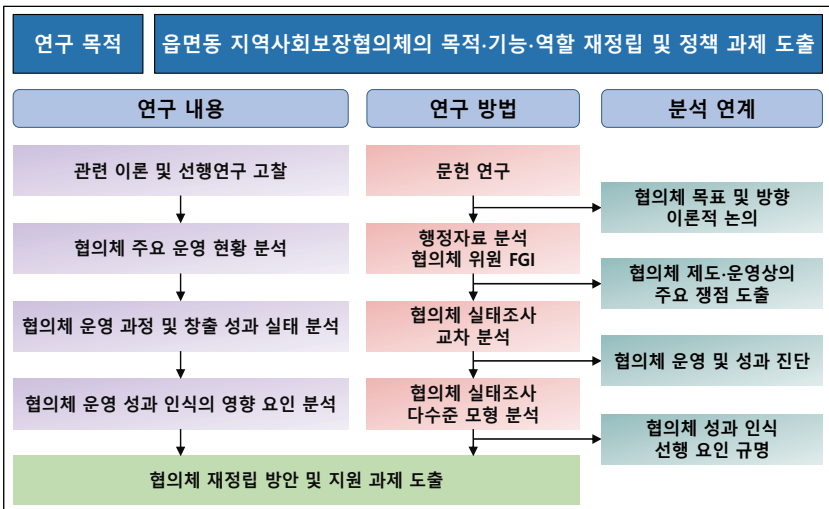 연구 목적
읍면동 지역사회보장협의체의 목적·기능·역할 재정립 및 정책 과제 도출
연구 내용
연구 방법
분석 연계
관련 이론 및 선행연구 고찰
문헌 연구
협의체 목표 및 방향
이론적 논의
협의체 주요 운영 현황 분석
행정자료 분석
협의체 위원 FGI
협의체 제도·운영상의
주요 쟁점 도출
협의체 운영 과정 및 창출 성과 실태 분석
협의체 실태조사
교차 분석
협의체 운영 및 성과 진단
협의체 운영 성과 인식의 영향 요인 분석
협의체 실태조사
다수준 모형 분석
협의체 성과 인식
선행 요인 규명
협의체 재정립 방안 및 지원 과제 도출